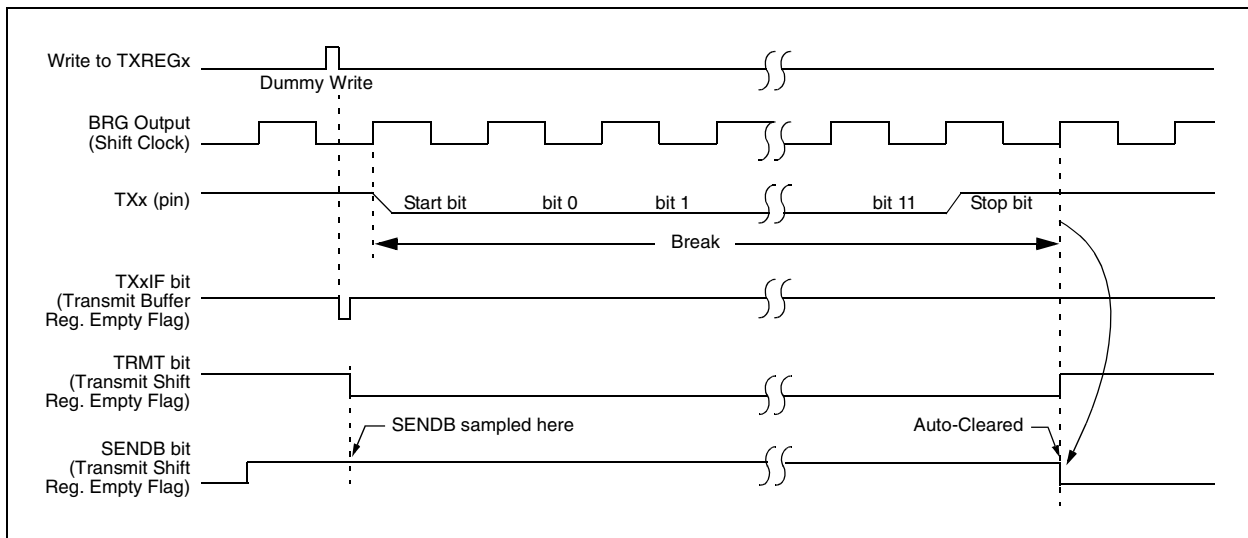 Write to TXREGx
Dummy Write
BRG Output
(Shift Clock)
TXx (pin)
Start bit
bit 0
bit 1
bit 11
Stop bit
Break
TXxIF bit
(Transmit Buffer
Reg. Empty Flag)
TRMT bit
(Transmit Shift
Reg. Empty Flag)
SENDB sampled here
Auto-Cleared
SENDB bit
(Transmit Shift
Reg. Empty Flag)